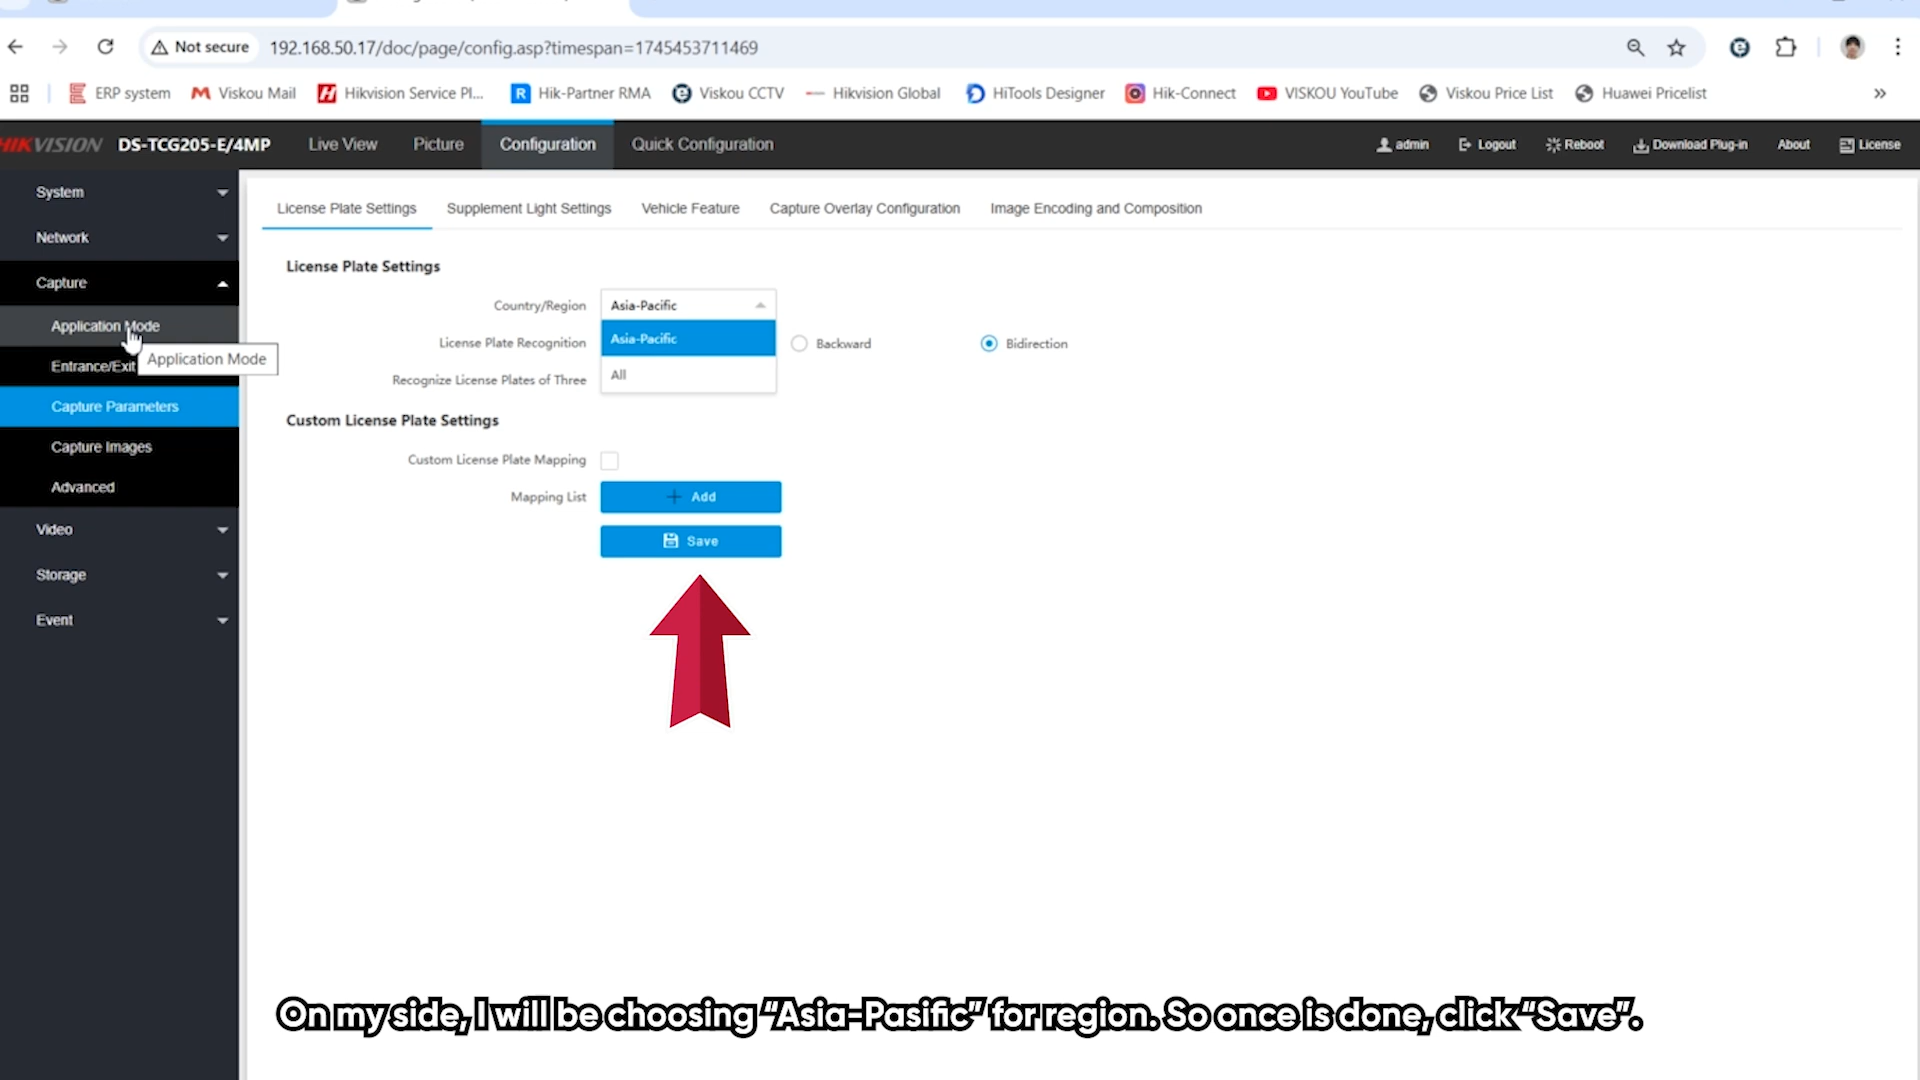 Not secure 192.168.50.17/doc/page/config.asp?timespan=1745453711469
ERP system Viskou Mail Hikvision Service Pl... Hik-Partner RMA Viskou CCTV Hikvision Global HiTools Designer Hik-Connect VISKOU YouTube Viskou Price List Huawei Pricelist
HIKVISION DS-TCG205-E/4MP Live View Picture Configuration Quick Configuration admin Logout Reboot Download Plug-in About License
System
Network
Capture
Application Mode
Application Mode
Entrance/Exit
Capture Parameters
Capture Images
Advanced
Video
Storage
Event
License Plate Settings Supplement Light Settings Vehicle Feature Capture Overlay Configuration Image Encoding and Composition
License Plate Settings
Country/Region Asia-Pacific
Asia-Pacific
All
License Plate Recognition Backward Bidirection
Recognize License Plates of Three
Custom License Plate Settings
Custom License Plate Mapping
Mapping List Add
Save
On my side, I will be choosing “Asia-Pasific” for region. So once is done, click “Save”.